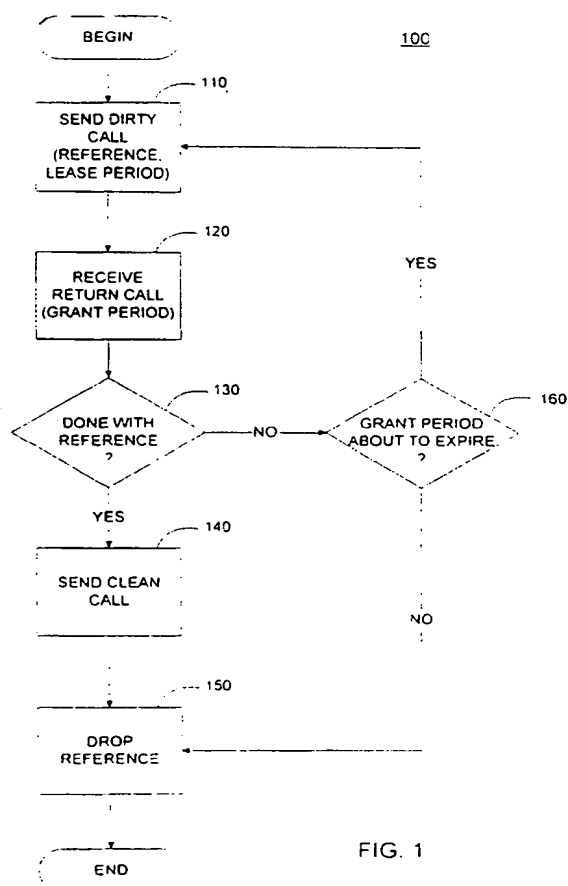 BEGIN
100
110
SEND DIRTY
CALL
(REFERENCE,
LEASE PERIOD)
120
RECEIVE
RETURN CALL
(GRANT PERIOD)
YES
130
DONE WITH
REFERENCE
?
NO
160
GRANT PERIOD
ABOUT TO EXPIRE
?
YES
140
SEND CLEAN
CALL
NO
150
DROP
REFERENCE
END
FIG. 1